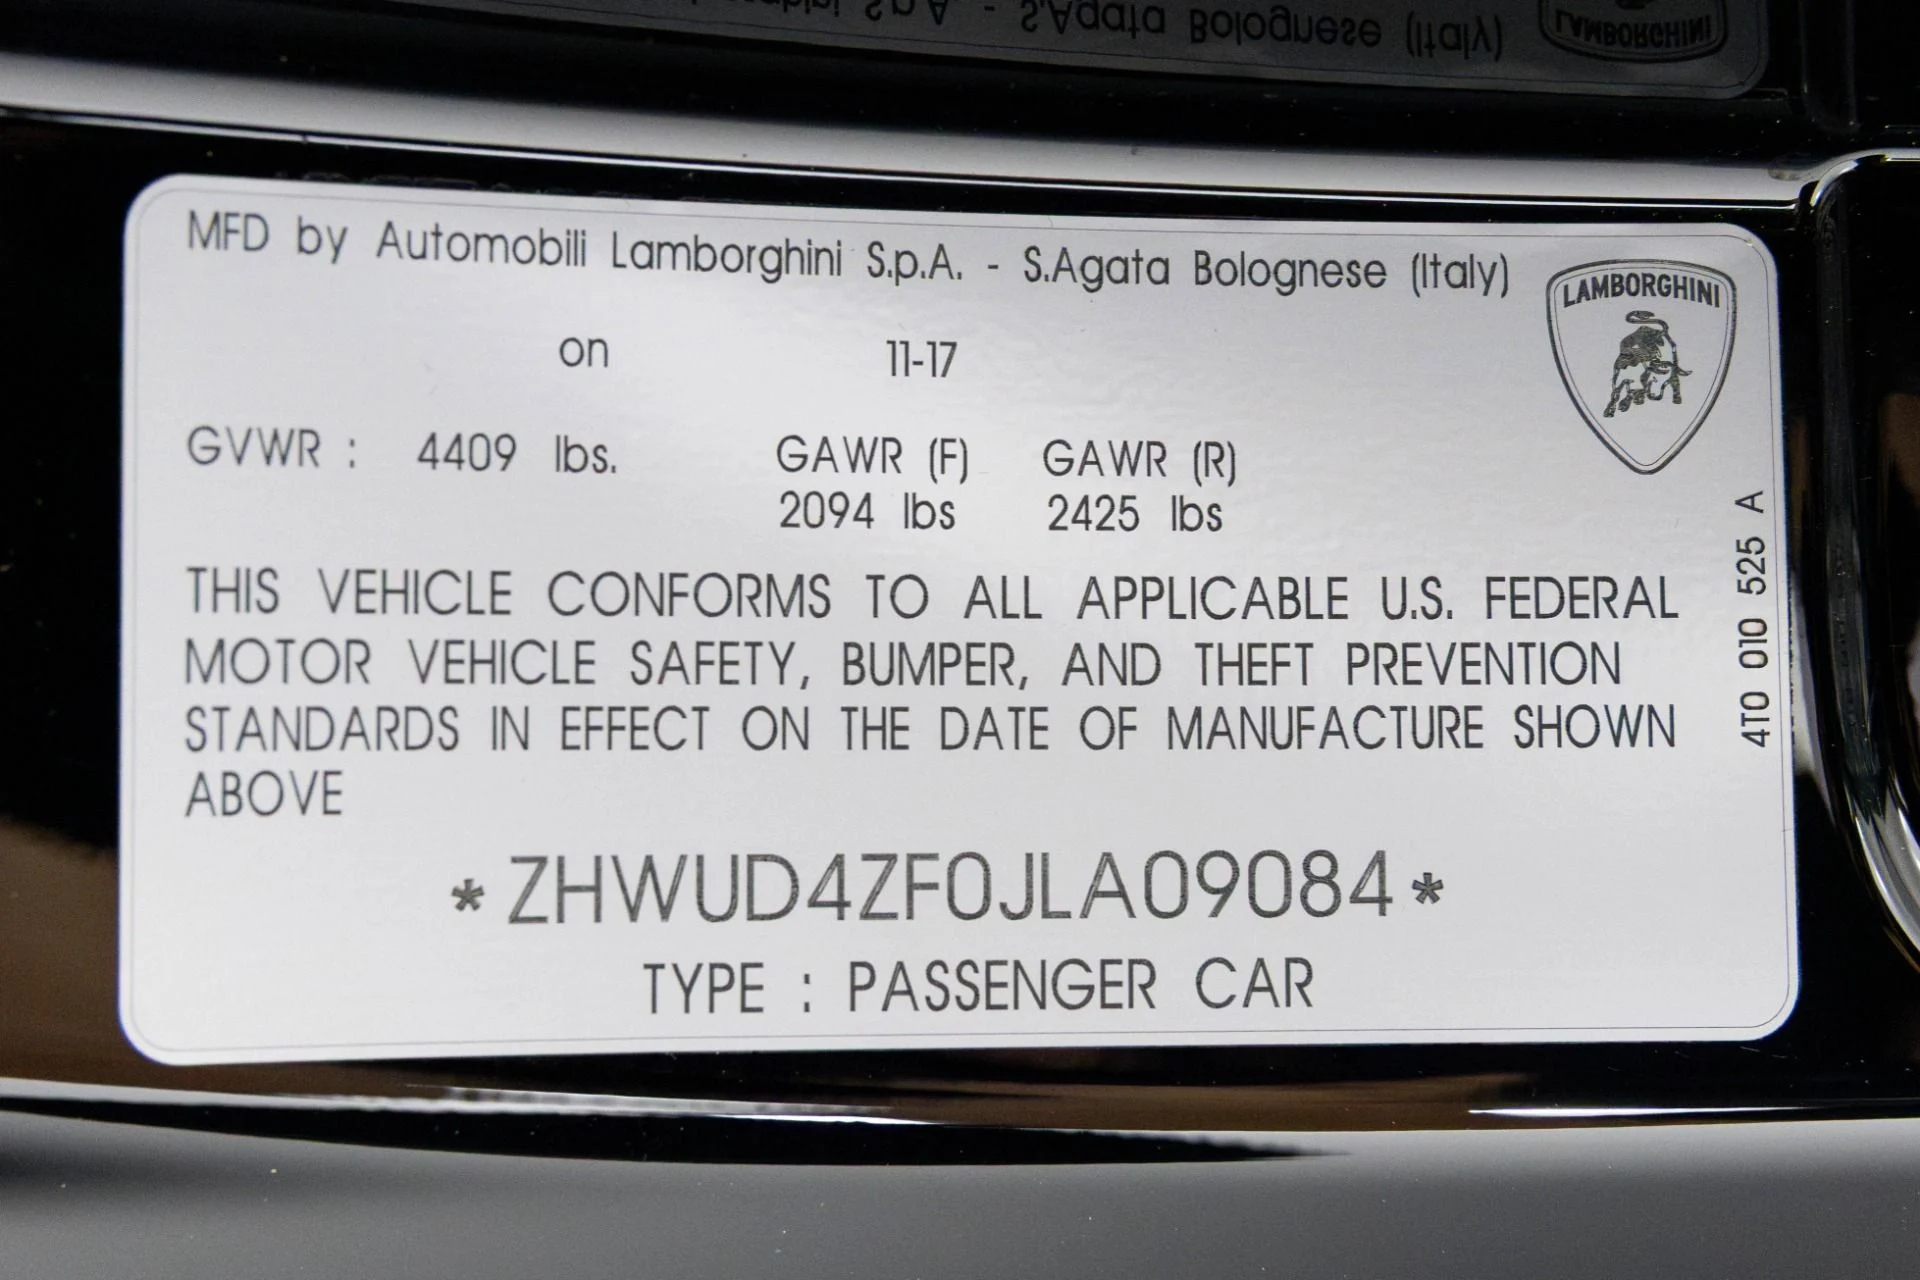 MFD by Automobili Lamborghini S.p.A. - S.Agata Bolognese (Italy)
LAMBORGHINI
on 11-17
GVWR : 4409 lbs. GAWR (F) GAWR (R)
2094 lbs 2425 lbs
4T0 010 525 A
THIS VEHICLE CONFORMS TO ALL APPLICABLE U.S. FEDERAL
MOTOR VEHICLE SAFETY, BUMPER, AND THEFT PREVENTION
STANDARDS IN EFFECT ON THE DATE OF MANUFACTURE SHOWN
ABOVE
*ZHWUD4ZF0JLA09084*
TYPE : PASSENGER CAR